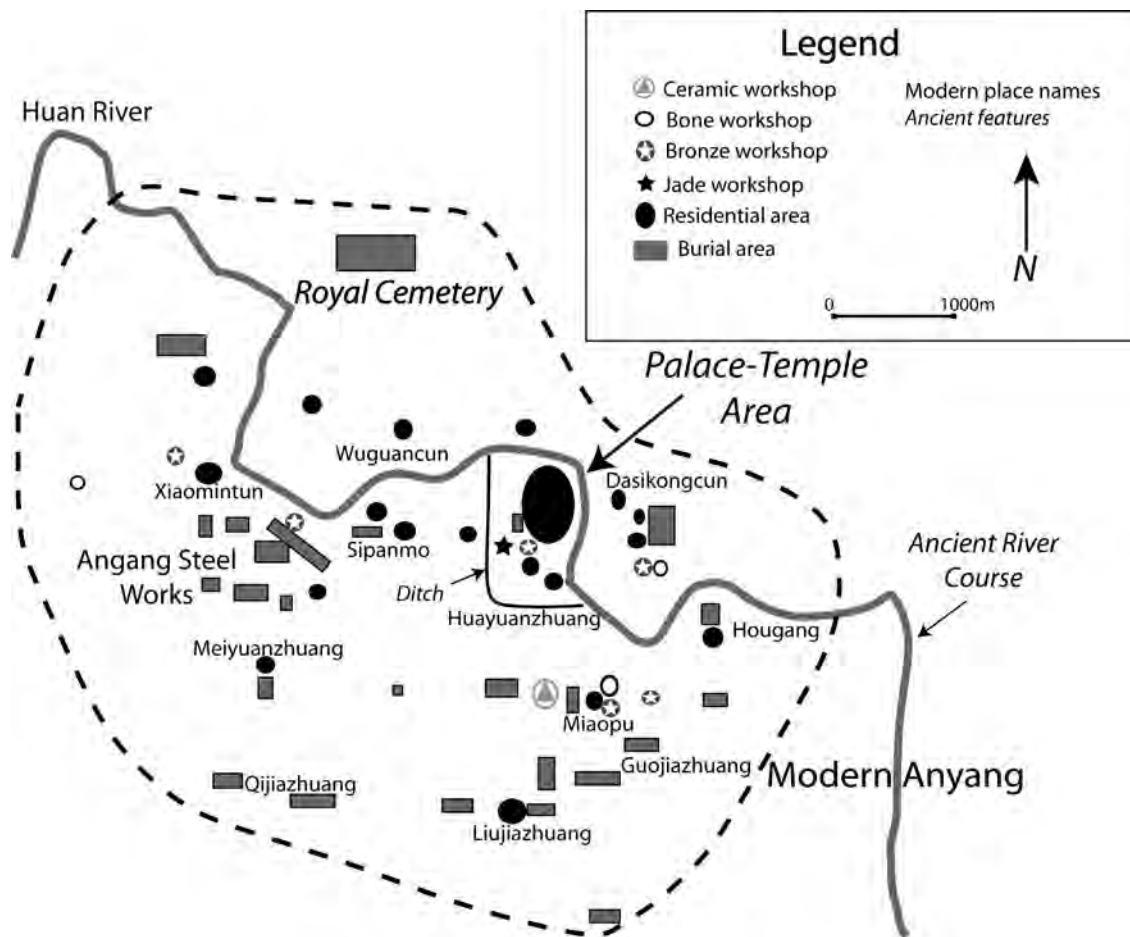 Legend
Ceramic workshop
Bone workshop
Bronze workshop
Jade workshop
Residential area
Burial area
Modern place names
Ancient features
N
0 1000m
Huan River
Royal Cemetery
Palace-Temple
Area
Wuguancun
Dasikongcun
Xiaomintun
Sipanmo
Angang Steel
Works
Ditch
Huayuanzhuang
Ancient River
Course
Hougang
Meiyuanzhuang
Miaopu
Guojiazhuang
Modern Anyang
Qijiazhuang
Liujiazhuang